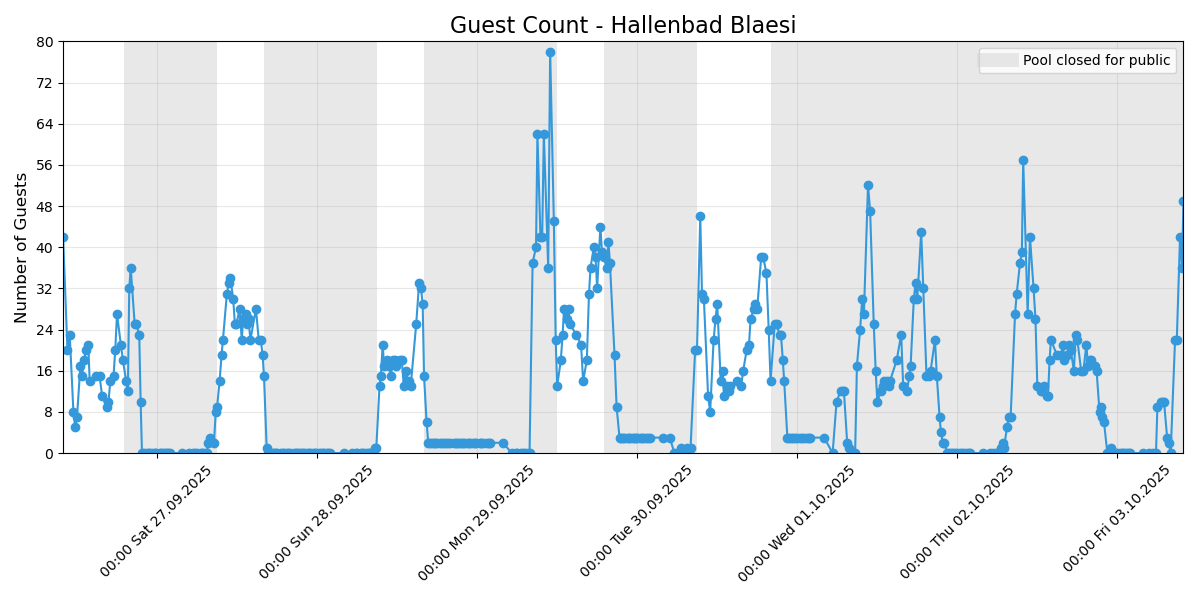 Guest Count - Hallenbad Blaesi
Number of Guests
80
72
64
56
48
40
32
24
16
8
0
Pool closed for public
00:00 Sat 27.09.2025
00:00 Sun 28.09.2025
00:00 Mon 29.09.2025
00:00 Tue 30.09.2025
00:00 Wed 01.10.2025
00:00 Thu 02.10.2025
00:00 Fri 03.10.2025